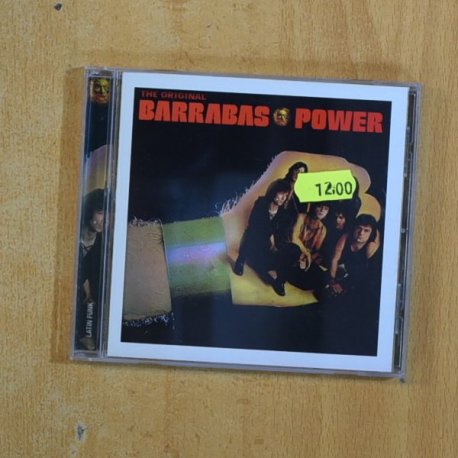 THE ORIGINAL
BARRABAS POWER
12.00
LATIN FUNK